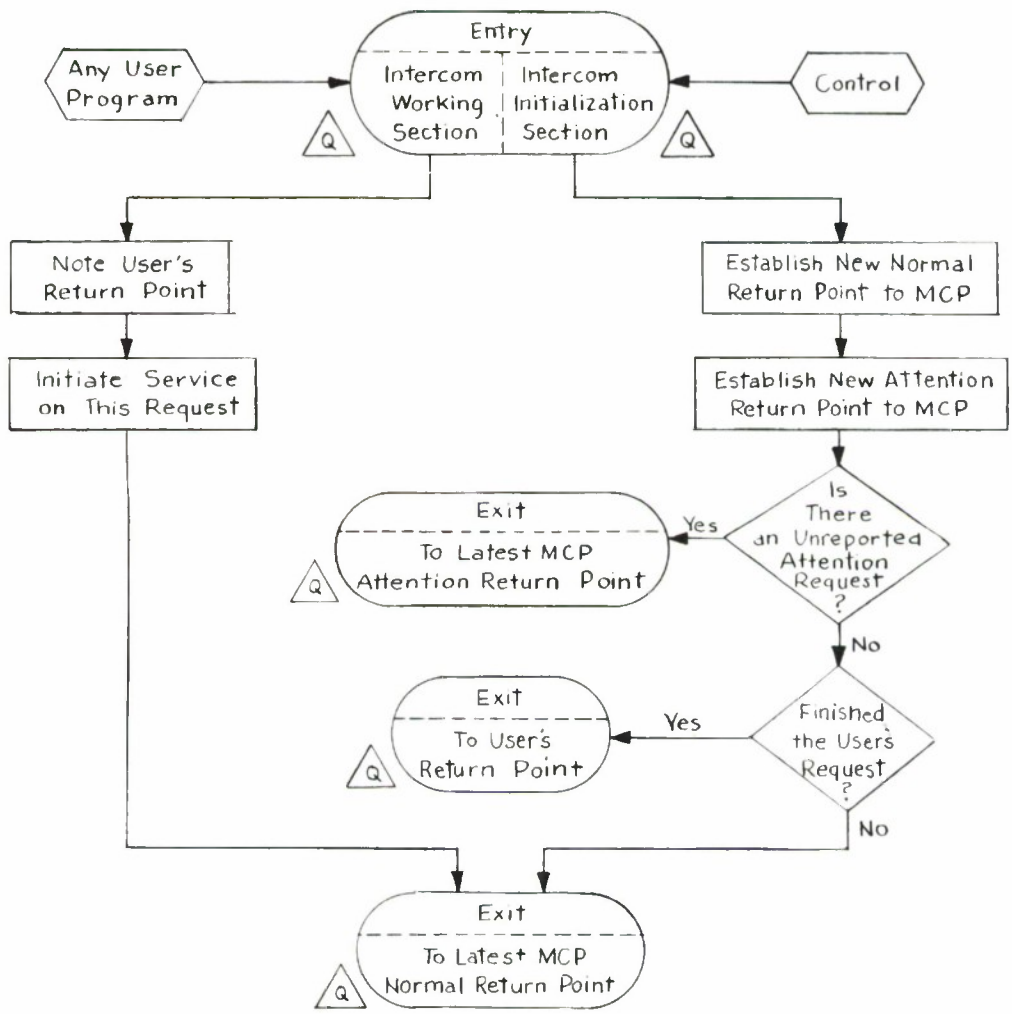 Entry
Any User
Program
Intercom
Working
Section
Intercom
Initialization
Section
Control
Q
Q
Note User's
Return Point
Establish New Normal
Return Point to MCP
Initiate Service
on This Request
Establish New Attention
Return Point to MCP
Is
There
an Unreported
Attention
Request
?
Yes
Exit
To Latest MCP
Attention Return Point
Q
No
Finished
the User's
Request
?
Yes
Exit
To User's
Return Point
Q
No
Exit
To Latest MCP
Normal Return Point
Q